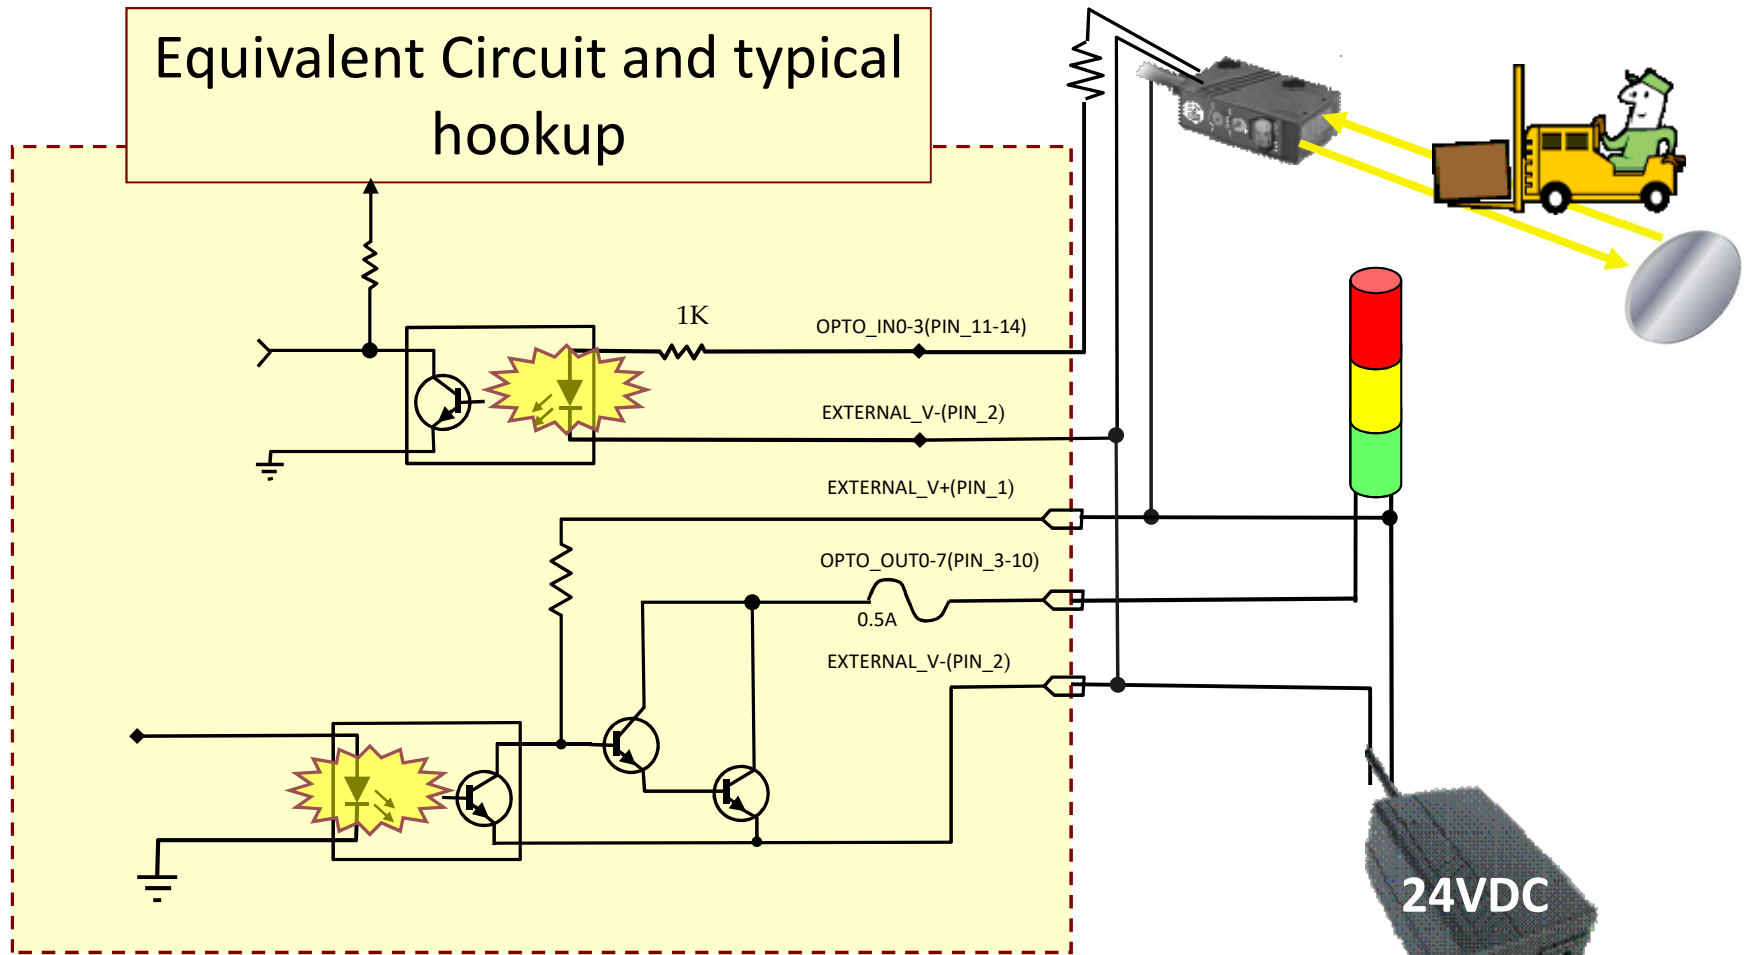 Equivalent Circuit and typical
hookup
1K
OPTO_IN0-3(PIN_11-14)
EXTERNAL_V-(PIN_2)
EXTERNAL_V+(PIN_1)
OPTO_OUT0-7(PIN_3-10)
0.5A
EXTERNAL_V-(PIN_2)
24VDC